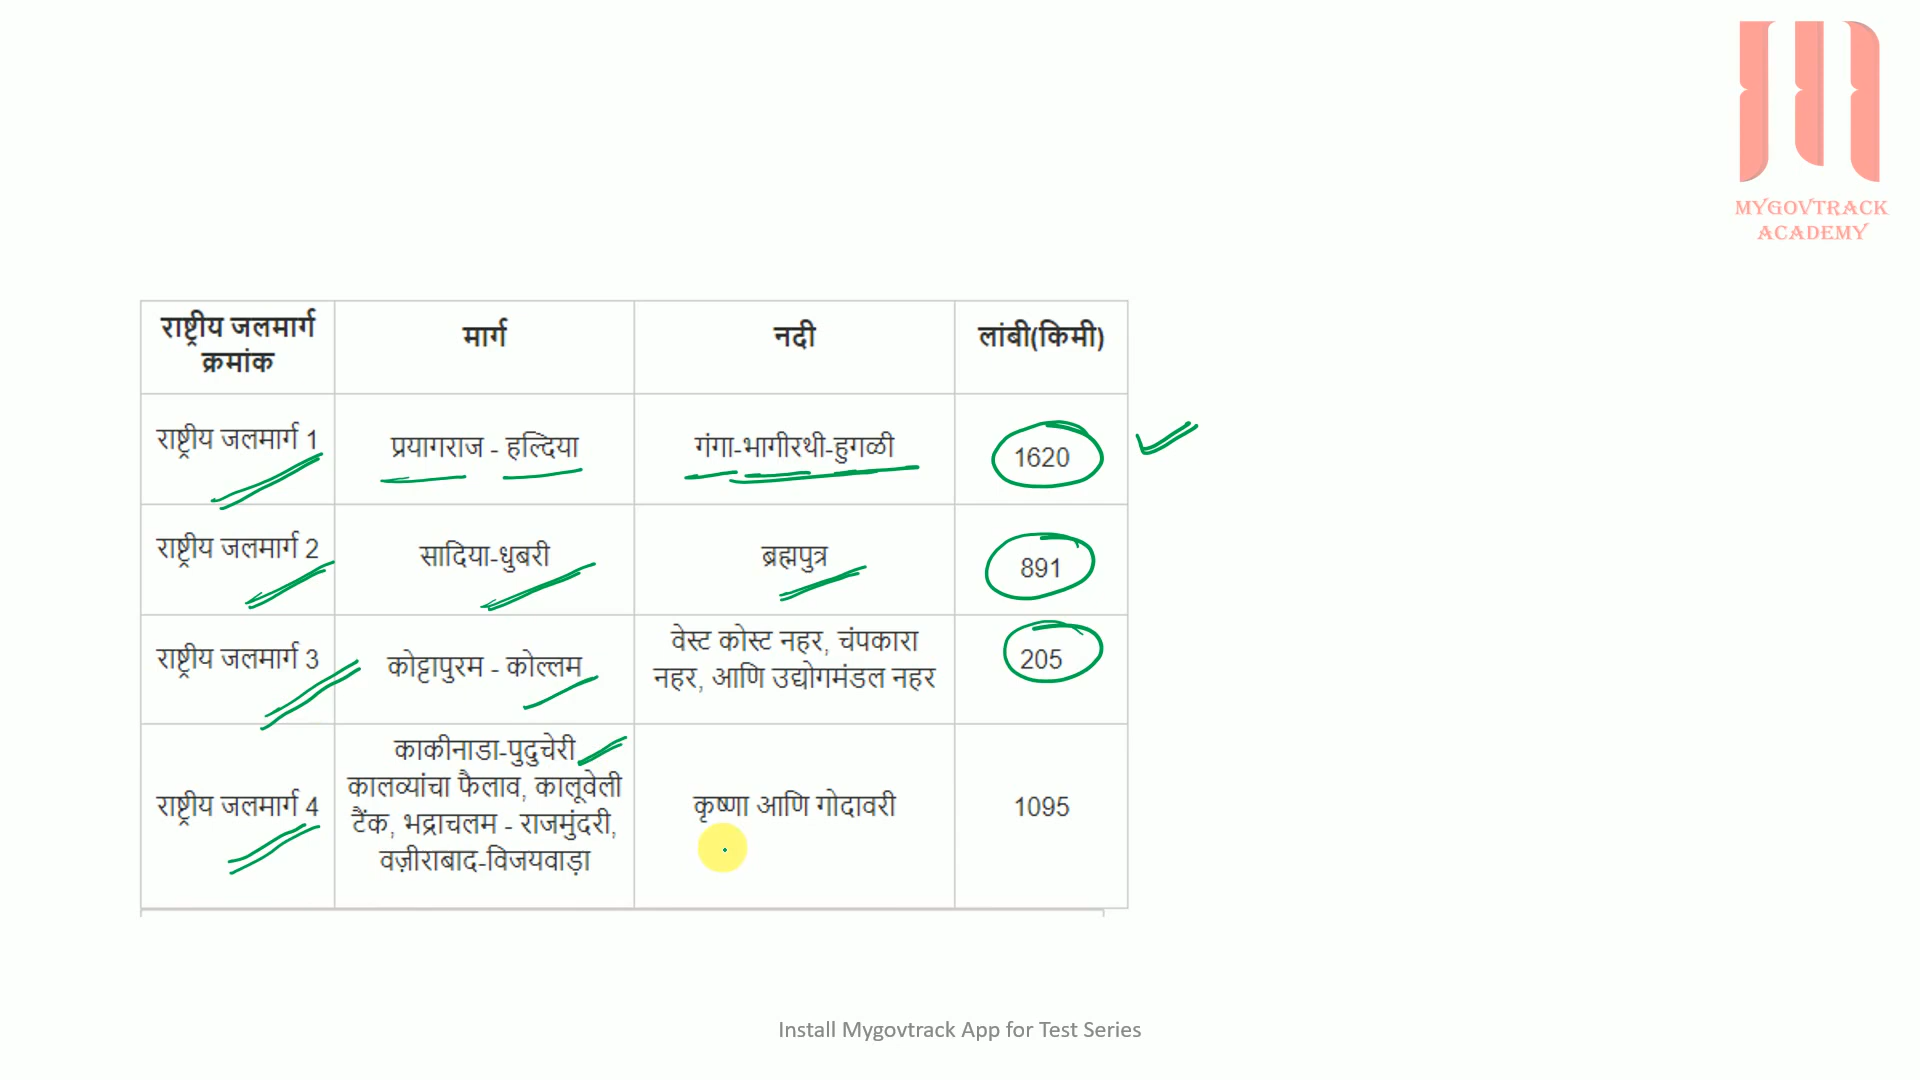 MYGOVTRACK
ACADEMY
राष्ट्रीय जलमार्ग
क्रमांक
मार्ग
नदी
लांबी(किमी)
राष्ट्रीय जलमार्ग 1
प्रयागराज - हल्दिया
गंगा-भागीरथी-हुगळी
1620
राष्ट्रीय जलमार्ग 2
सादिया-धुबरी
ब्रह्मपुत्र
891
राष्ट्रीय जलमार्ग 3
कोट्टापुरम - कोल्लम
वेस्ट कोस्ट नहर, चंपकारा
नहर, आणि उद्योगमंडल नहर
205
राष्ट्रीय जलमार्ग 4
काकीनाडा-पुदुचेरी
कालव्यांचा फैलाव, कालूवेली
टैंक, भद्राचलम - राजमुंदरी,
वज़ीराबाद-विजयवाड़ा
कृष्णा आणि गोदावरी
1095
Install Mygovtrack App for Test Series